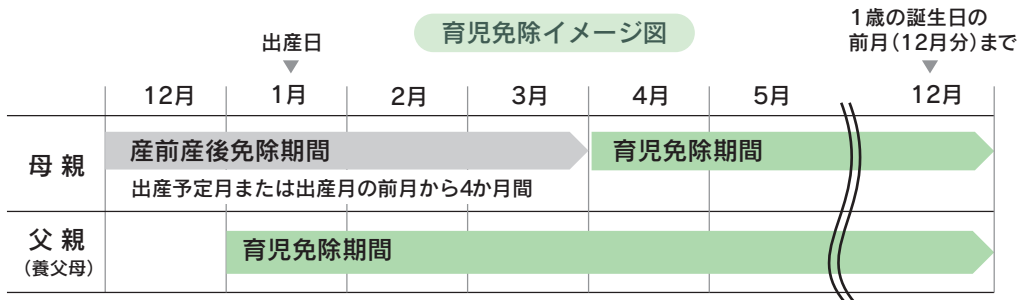 育児免除イメージ図
1歳の誕生日の
前月(12月分)まで
出産日
12月 1月 2月 3月 4月 5月 12月
母親
産前産後免除期間
育児免除期間
出産予定月または出産月の前月から4か月間
父親
(養父母)
育児免除期間